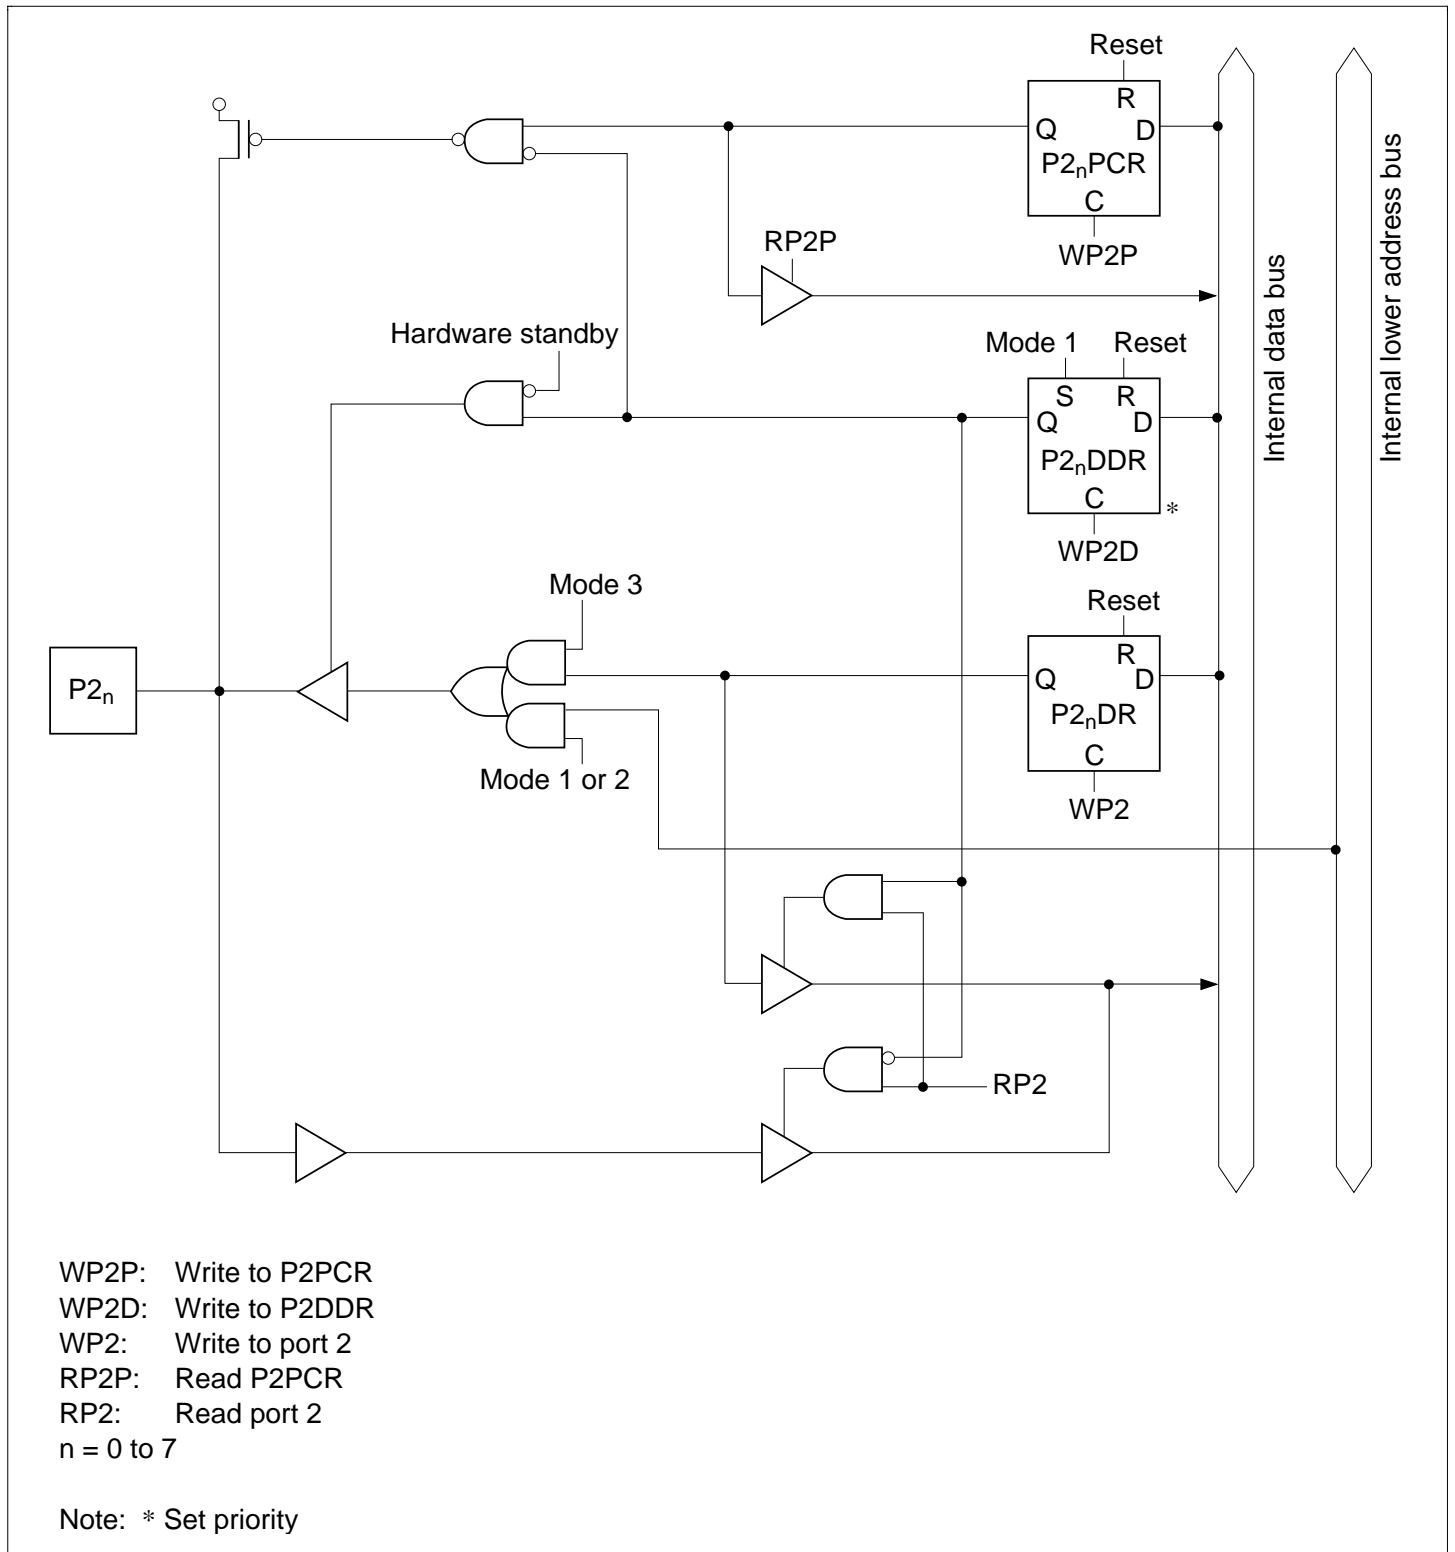 Reset
R
Q D
P2nPCR
C
WP2P
RP2P
Hardware standby
Mode 1 Reset
S R
Q D
P2nDDR
C
*
WP2D
Mode 3
Reset
R
Q D
P2nDR
C
WP2
P2n
Mode 1 or 2
RP2
Internal data bus
Internal lower address bus
WP2P: Write to P2PCR
WP2D: Write to P2DDR
WP2: Write to port 2
RP2P: Read P2PCR
RP2: Read port 2
n = 0 to 7
Note: * Set priority